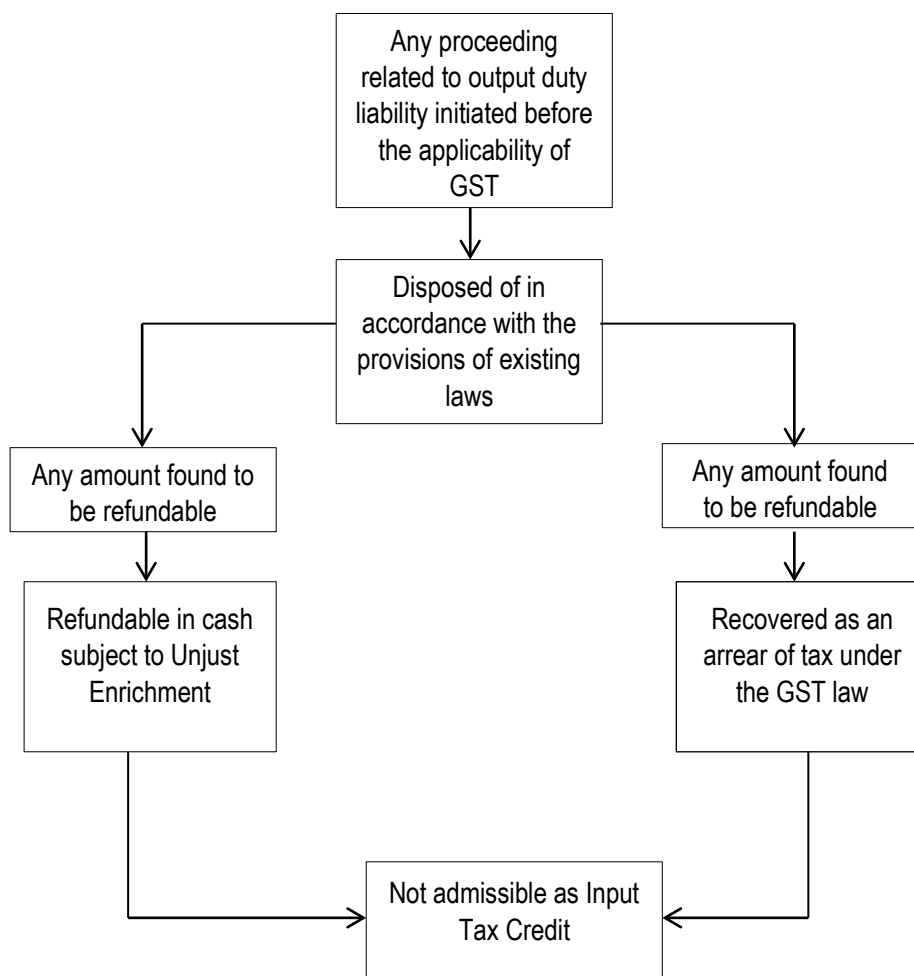 Any proceeding
related to output duty
liability initiated before
the applicability of
GST
Disposed of in
accordance with the
provisions of existing
laws
Any amount found to
be refundable
Any amount found
to be refundable
Refundable in cash
subject to Unjust
Enrichment
Recovered as an
arrear of tax under
the GST law
Not admissible as Input
Tax Credit